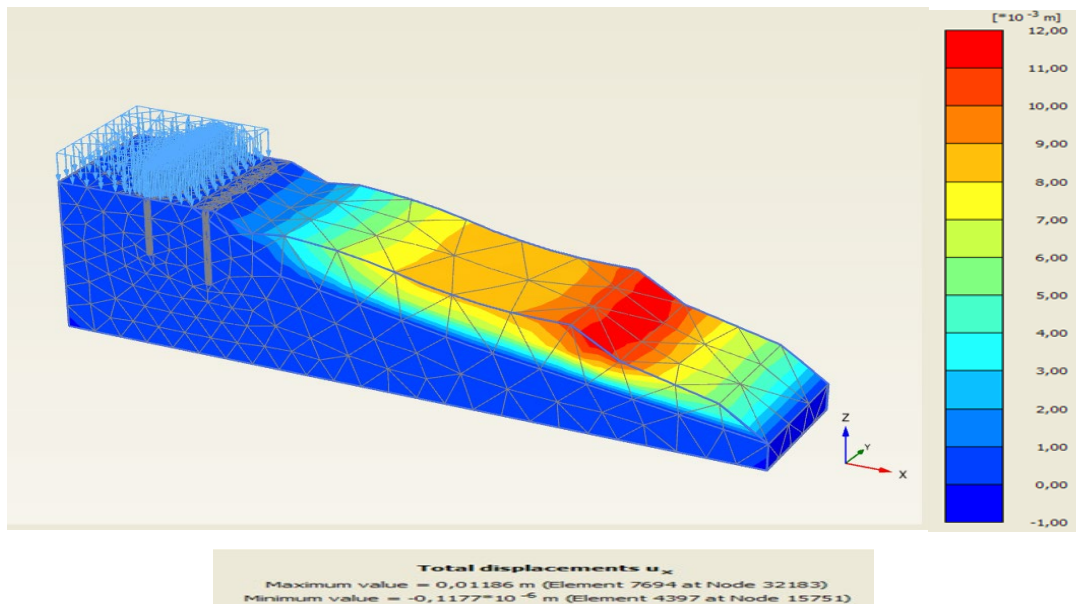 [*10 -3 m]
12,00
11,00
10,00
9,00
8,00
7,00
6,00
5,00
4,00
3,00
2,00
1,00
0,00
-1,00
Z
Y
X
Total displacements ux
Maximum value = 0,01186 m (Element 7694 at Node 32183)
Minimum value = -0,1177*10 -6 m (Element 4397 at Node 15751)